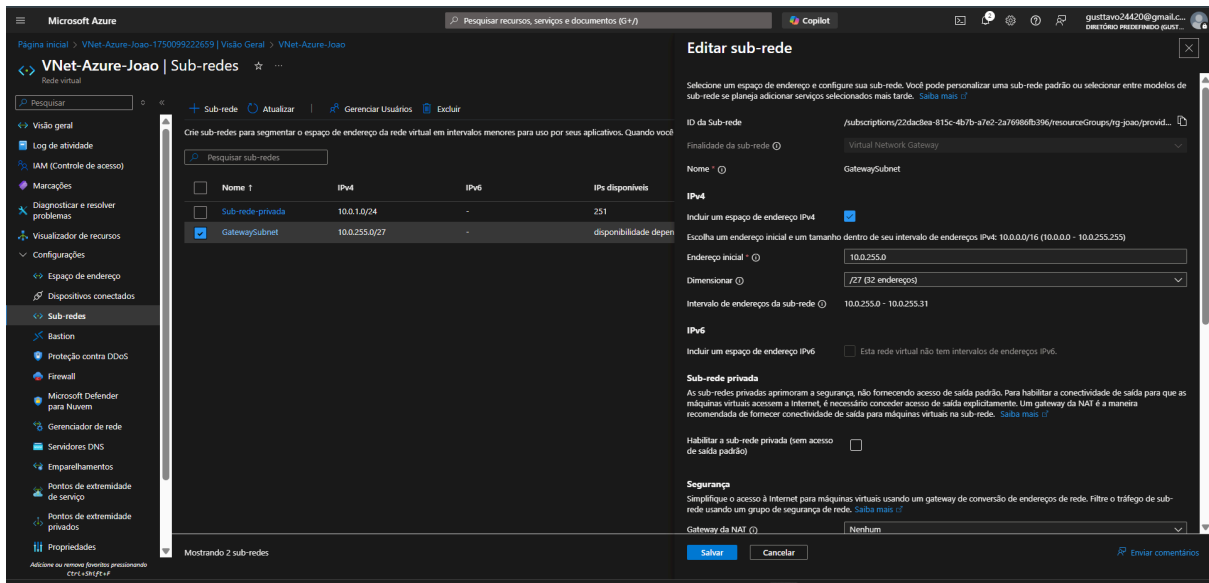 Microsoft Azure
Pesquisar recursos, serviços e documentos (G+/)
Copilot
2
gusttavo24420@gmail.c...
DIRETÓRIO PREDEFINIDO (GUST...
Página inicial > VNet-Azure-Joao-1750099222659 | Visão Geral > VNet-Azure-Joao
VNet-Azure-Joao | Sub-redes
Rede virtual
Pesquisar
Visão geral
Log de atividade
IAM (Controle de acesso)
Marcações
Diagnosticar e resolver
problemas
Visualizador de recursos
Configurações
Espaço de endereço
Dispositivos conectados
Sub-redes
Bastion
Proteção contra DDoS
Firewall
Microsoft Defender
para Nuvem
Gerenciador de rede
Servidores DNS
Emparelhamentos
Pontos de extremidade
de serviço
Pontos de extremidade
privados
Propriedades
Adicione ou remova favoritos pressionando
Ctrl+Shift+F
+ Sub-rede Atualizar | Gerenciar Usuários Excluir
Crie sub-redes para segmentar o espaço de endereço da rede virtual em intervalos menores para uso por seus aplicativos. Quando você
Pesquisar sub-redes
Nome ↑ IPv4 IPv6 IPs disponíveis
Sub-rede-privada 10.0.1.0/24 - 251
GatewaySubnet 10.0.255.0/27 - disponibilidade depen
Mostrando 2 sub-redes
Editar sub-rede
Selecione um espaço de endereço e configure sua sub-rede. Você pode personalizar uma sub-rede padrão ou selecionar entre modelos de
sub-rede se planeja adicionar serviços selecionados mais tarde. Saiba mais
ID da Sub-rede /subscriptions/22dac8ea-815c-4b7b-a7e2-2a76986fb396/resourceGroups/rg-joao/provid...
Finalidade da sub-rede Virtual Network Gateway
Nome * GatewaySubnet
IPv4
Incluir um espaço de endereço IPv4
Escolha um endereço inicial e um tamanho dentro de seu intervalo de endereços IPv4: 10.0.0.0/16 (10.0.0.0 - 10.0.255.255)
Endereço inicial * 10.0.255.0
Dimensionar /27 (32 endereços)
Intervalo de endereços da sub-rede 10.0.255.0 - 10.0.255.31
IPv6
Incluir um espaço de endereço IPv6 Esta rede virtual não tem intervalos de endereços IPv6.
Sub-rede privada
As sub-redes privadas aprimoram a segurança, não fornecendo acesso de saída padrão. Para habilitar a conectividade de saída para que as
máquinas virtuais acessem a Internet, é necessário conceder acesso de saída explicitamente. Um gateway da NAT é a maneira
recomendada de fornecer conectividade de saída para máquinas virtuais na sub-rede. Saiba mais
Habilitar a sub-rede privada (sem acesso
de saída padrão)
Segurança
Simplifique o acesso à Internet para máquinas virtuais usando um gateway de conversão de endereços de rede. Filtre o tráfego de sub-
rede usando um grupo de segurança de rede. Saiba mais
Gateway da NAT Nenhum
Salvar Cancelar Enviar comentários